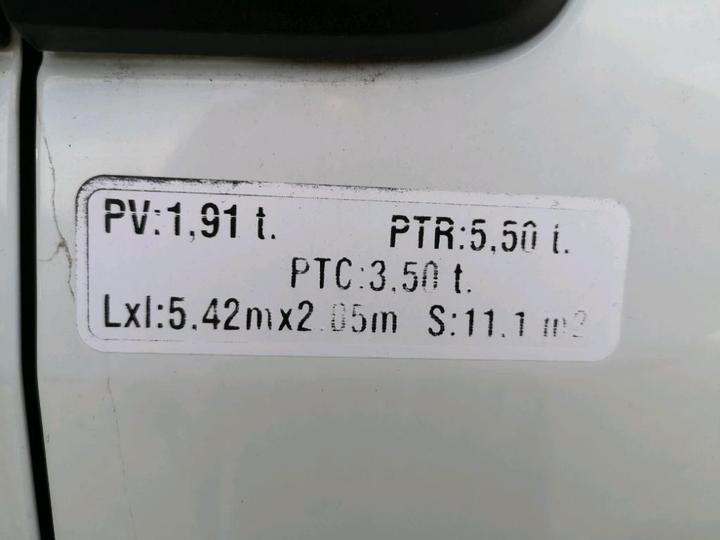 PV:1,91 t. PTR:5,50 t.
PTC:3,50 t.
Lxl:5.42mx2.05m S:11.1 m2